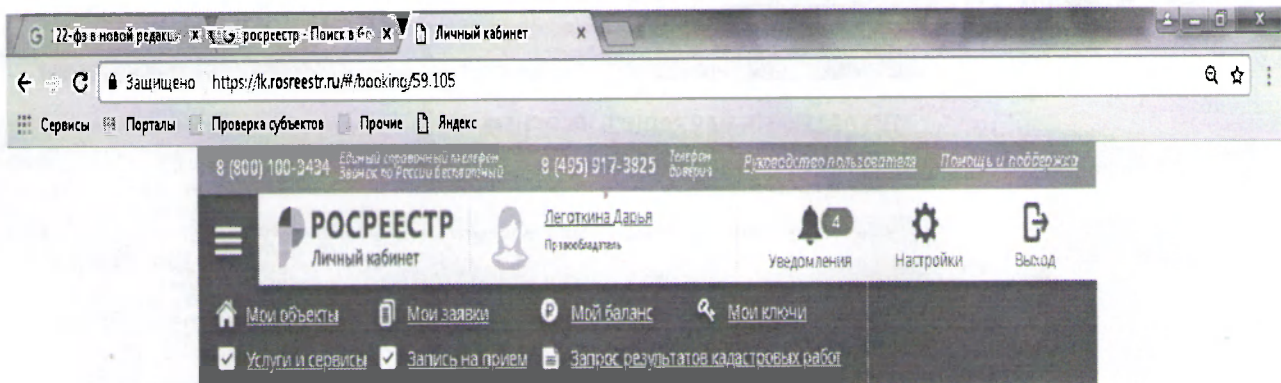 22-фз в новой редакци росреестр - Поиск в Go Личный кабинет
Защищено https://lk.rosreestr.ru/#/booking/59.105
Сервисы Порталы Проверка субъектов Прочие Яндекс
8 (800) 100-3434 Единый справочный телефон 8 (495) 917-3825 Телефон Руководство пользователя Помощь и поддержка
Звонок по России бесплатный доверия
РОСРЕЕСТР Леготкина Дарья 4
Личный кабинет Правообладатель Уведомления Настройки Выход
Мои объекты Мои заявки Мой баланс Мои ключи
Услуги и сервисы Запись на прием Запрос результатов кадастровых работ